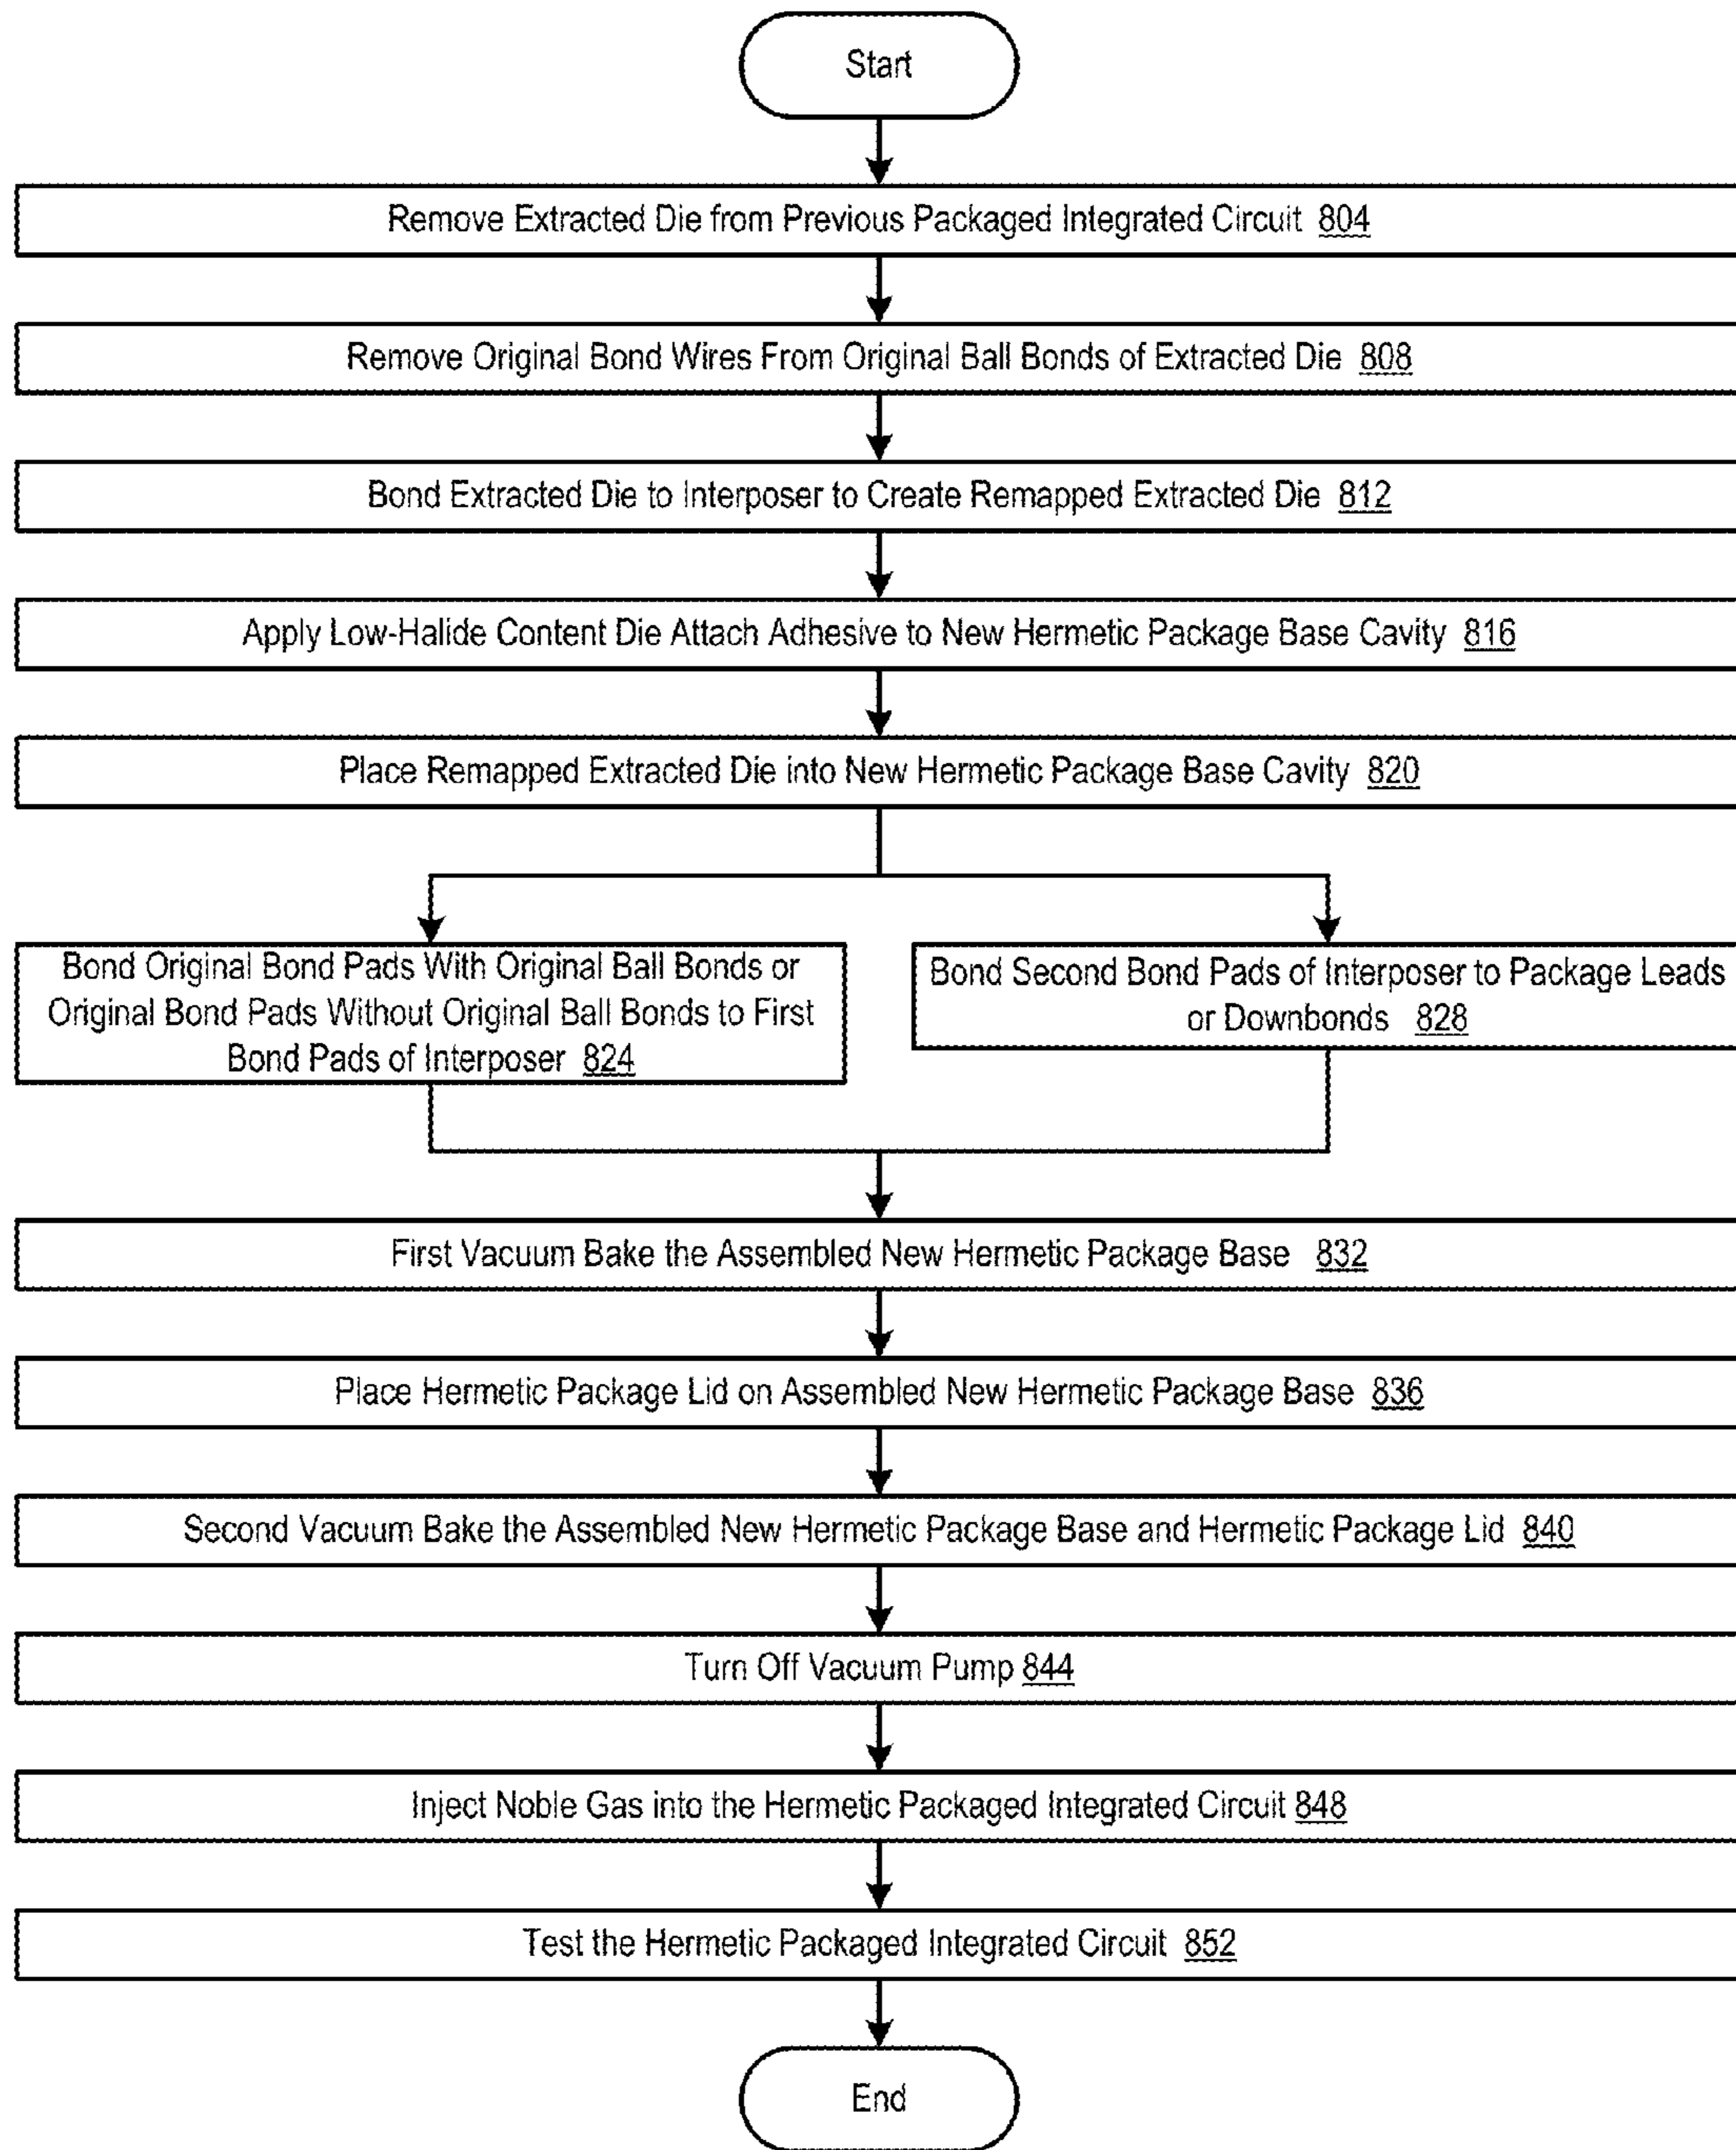 Start
Remove Extracted Die from Previous Packaged Integrated Circuit 804
Remove Original Bond Wires From Original Ball Bonds of Extracted Die 808
Bond Extracted Die to Interposer to Create Remapped Extracted Die 812
Apply Low-Halide Content Die Attach Adhesive to New Hermetic Package Base Cavity 816
Place Remapped Extracted Die into New Hermetic Package Base Cavity 820
Bond Original Bond Pads With Original Ball Bonds or
Original Bond Pads Without Original Ball Bonds to First
Bond Pads of Interposer 824
Bond Second Bond Pads of Interposer to Package Leads
or Downbonds 828
First Vacuum Bake the Assembled New Hermetic Package Base 832
Place Hermetic Package Lid on Assembled New Hermetic Package Base 836
Second Vacuum Bake the Assembled New Hermetic Package Base and Hermetic Package Lid 840
Turn Off Vacuum Pump 844
Inject Noble Gas into the Hermetic Packaged Integrated Circuit 848
Test the Hermetic Packaged Integrated Circuit 852
End